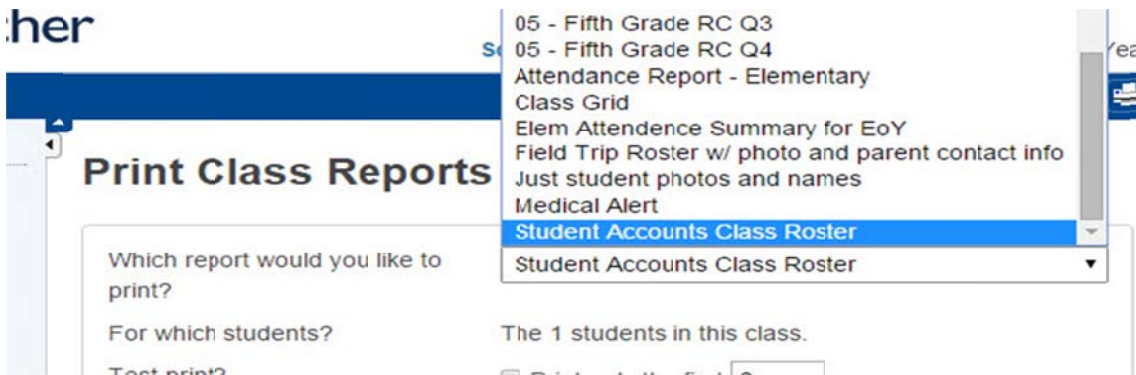 05 - Fifth Grade RC Q3
05 - Fifth Grade RC Q4
Attendance Report - Elementary
Class Grid
Elem Attendence Summary for EoY
Field Trip Roster w/ photo and parent contact info
Just student photos and names
Medical Alert
Student Accounts Class Roster
Print Class Reports
Which report would you like to print?
Student Accounts Class Roster
For which students?
The 1 students in this class.
Test print?